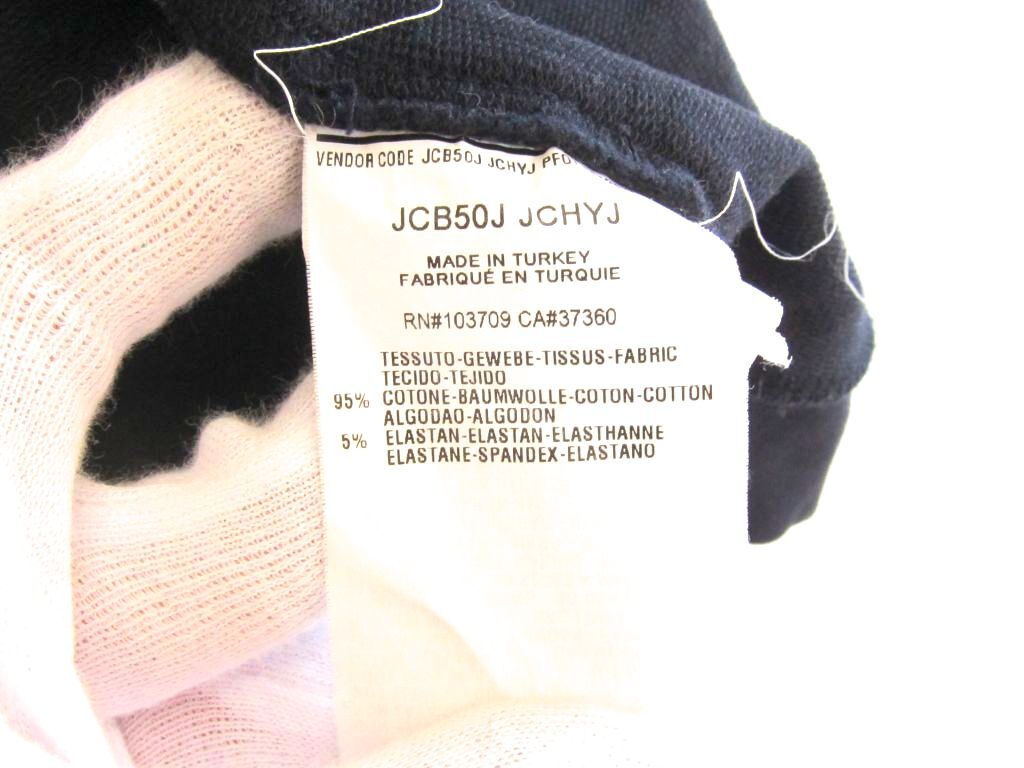 VENDOR CODE JCB50J JCHYJ
JCB50J JCHYJ
MADE IN TURKEY
FABRIQUÉ EN TURQUIE
RN#103709 CA#37360
TESSUTO-GEWEBE-TISSUS-FABRIC
TECIDO-TEJIDO
95% COTONE-BAUMWOLLE-COTON-COTTON
ALGODAO-ALGODON
5% ELASTAN-ELASTAN-ELASTHANNE
ELASTANE-SPANDEX-ELASTANO